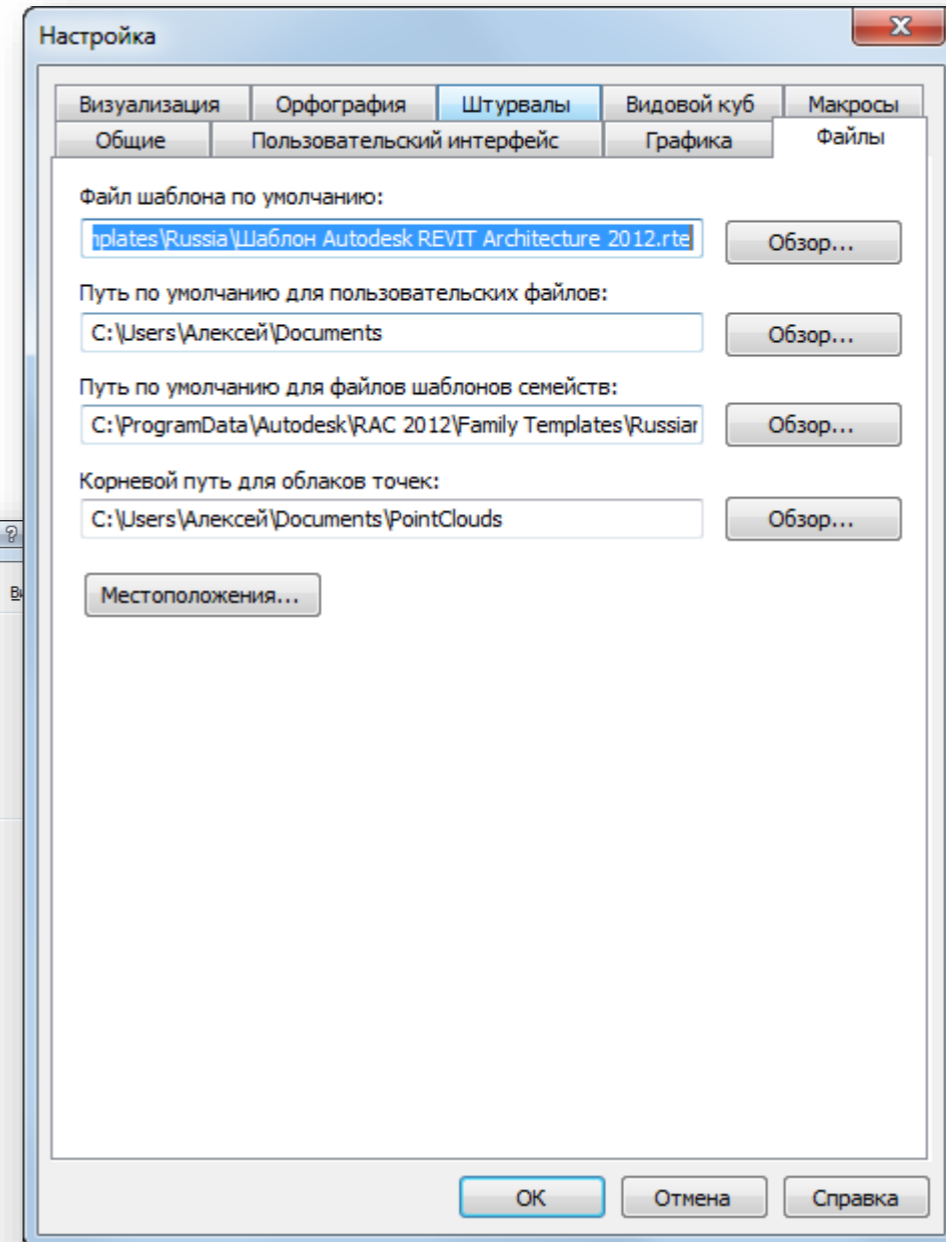 Настройка
Визуализация Орфография Штурвалы Видовой куб Макросы
Общие Пользовательский интерфейс Графика Файлы
Файл шаблона по умолчанию:
nplates\Russia\Шаблон Autodesk REVIT Architecture 2012.rte Обзор...
Путь по умолчанию для пользовательских файлов:
C:\Users\Алексей\Documents Обзор...
Путь по умолчанию для файлов шаблонов семейств:
C:\ProgramData\Autodesk\RAC 2012\Family Templates\Russian Обзор...
Корневой путь для облаков точек:
C:\Users\Алексей\Documents\PointClouds Обзор...
Местоположения...
OK Отмена Справка